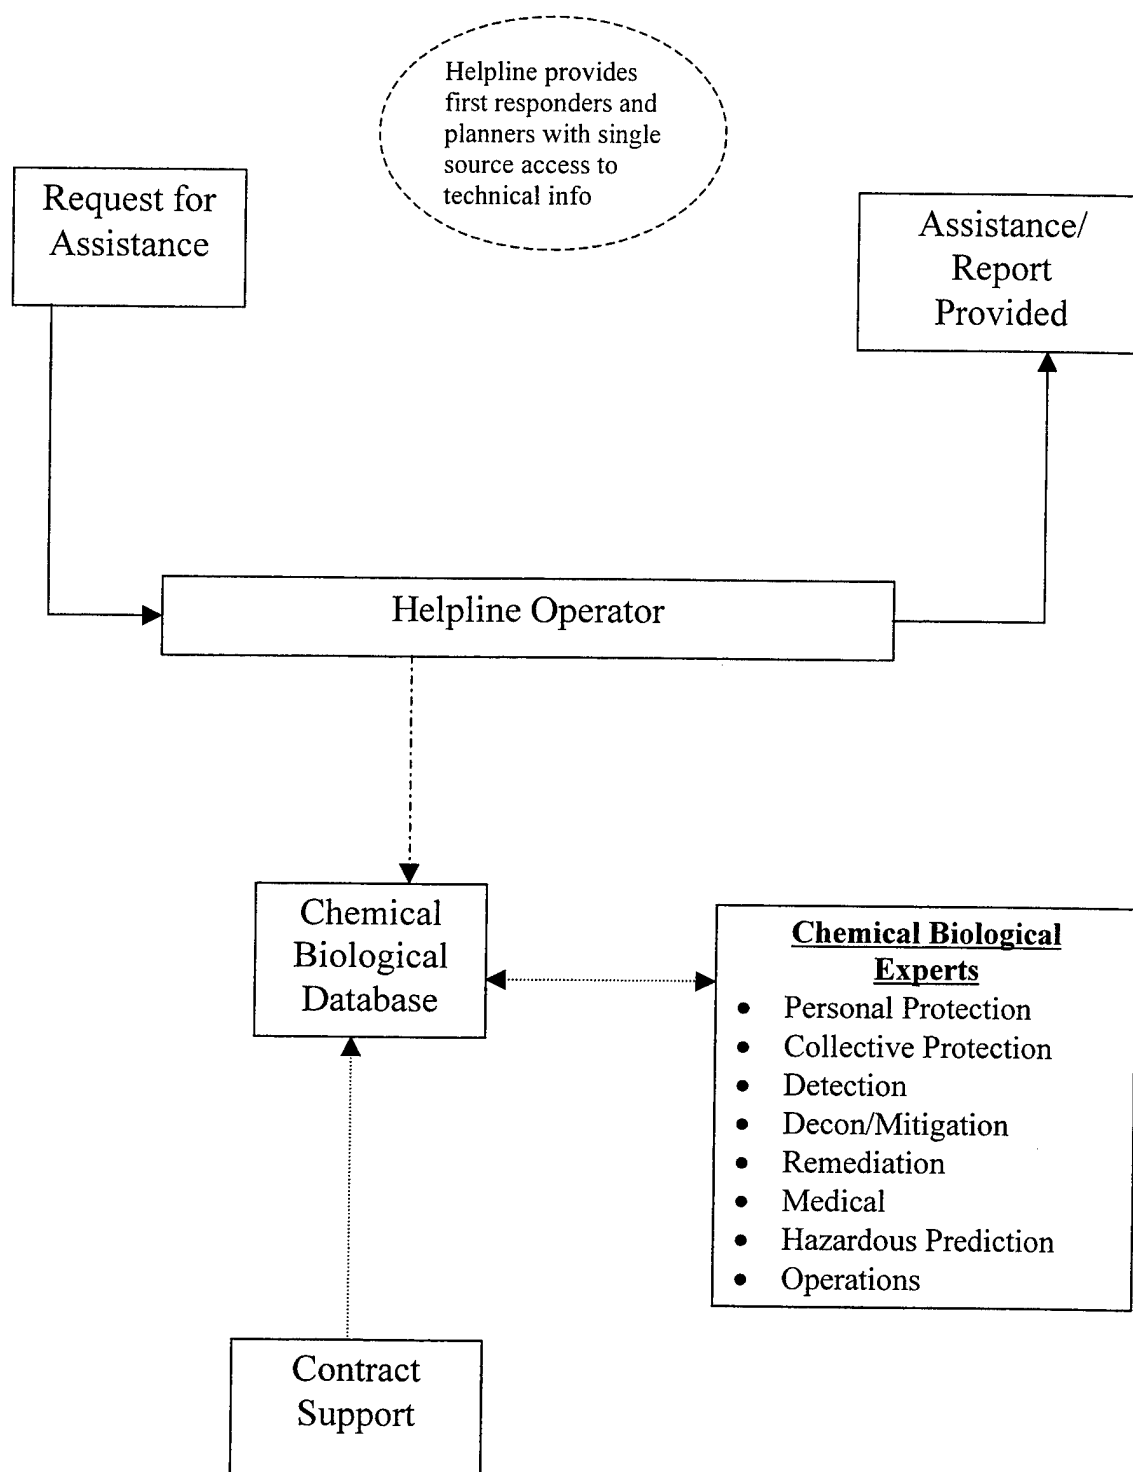 Helpline provides
first responders and
planners with single
source access to
technical info
Request for
Assistance
Assistance/
Report
Provided
Helpline Operator
Chemical
Biological
Database
Chemical Biological
Experts
• Personal Protection
• Collective Protection
• Detection
• Decon/Mitigation
• Remediation
• Medical
• Hazardous Prediction
• Operations
Contract
Support